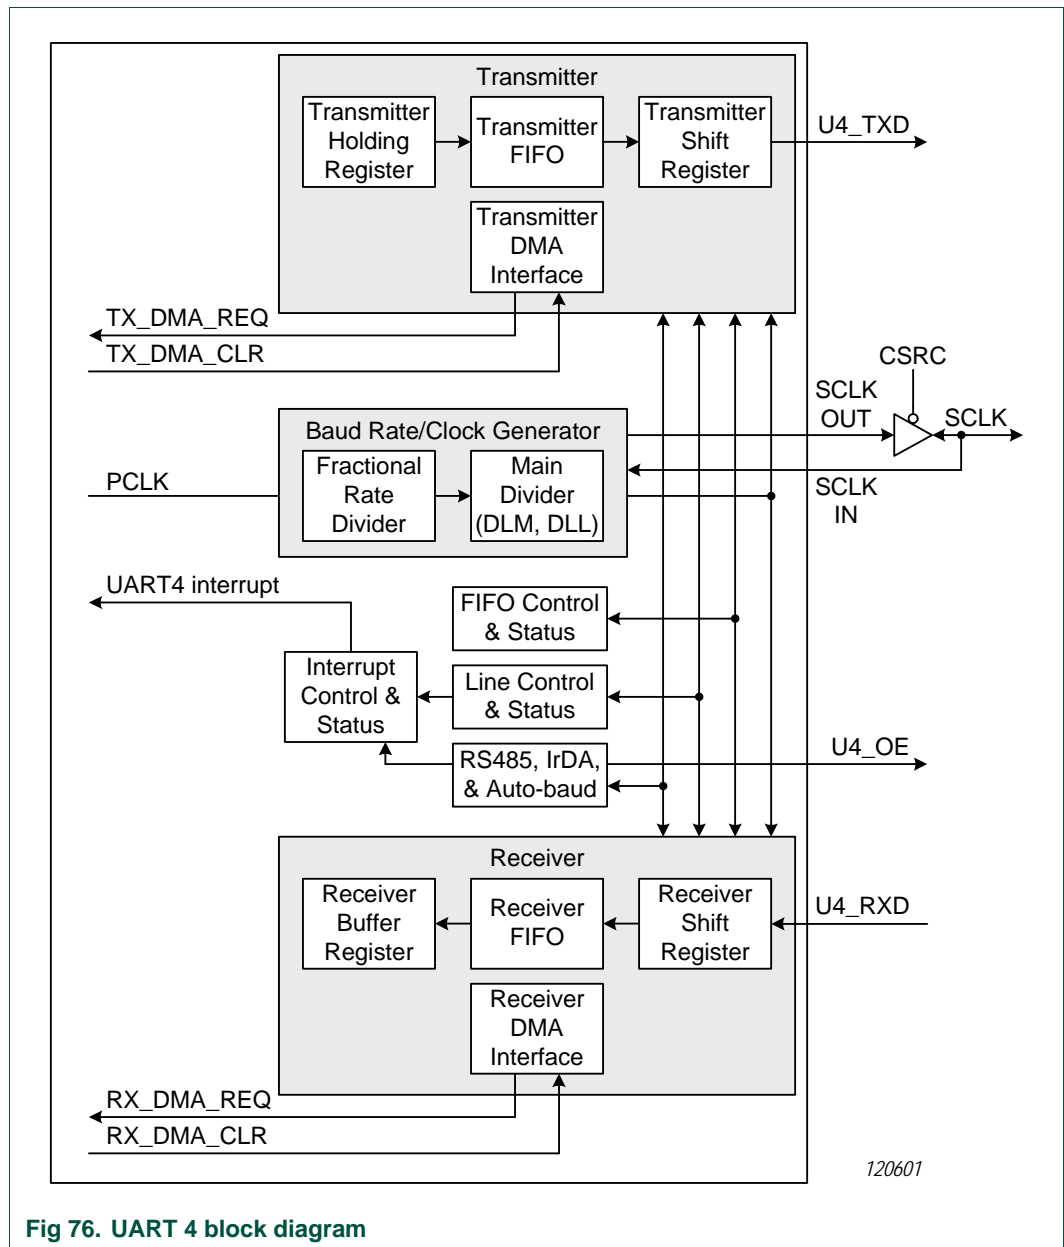 Transmitter
Transmitter
Holding
Register
Transmitter
FIFO
Transmitter
Shift
Register
U4_TXD
Transmitter
DMA
Interface
TX_DMA_REQ
TX_DMA_CLR
CSRC
SCLK
OUT
SCLK
Baud Rate/Clock Generator
PCLK
Fractional
Rate
Divider
Main
Divider
(DLM, DLL)
SCLK
IN
UART4 interrupt
FIFO Control
& Status
Interrupt
Control &
Status
Line Control
& Status
RS485, IrDA,
& Auto-baud
U4_OE
Receiver
Receiver
Buffer
Register
Receiver
FIFO
Receiver
Shift
Register
U4_RXD
Receiver
DMA
Interface
RX_DMA_REQ
RX_DMA_CLR
120601
Fig 76. UART 4 block diagram